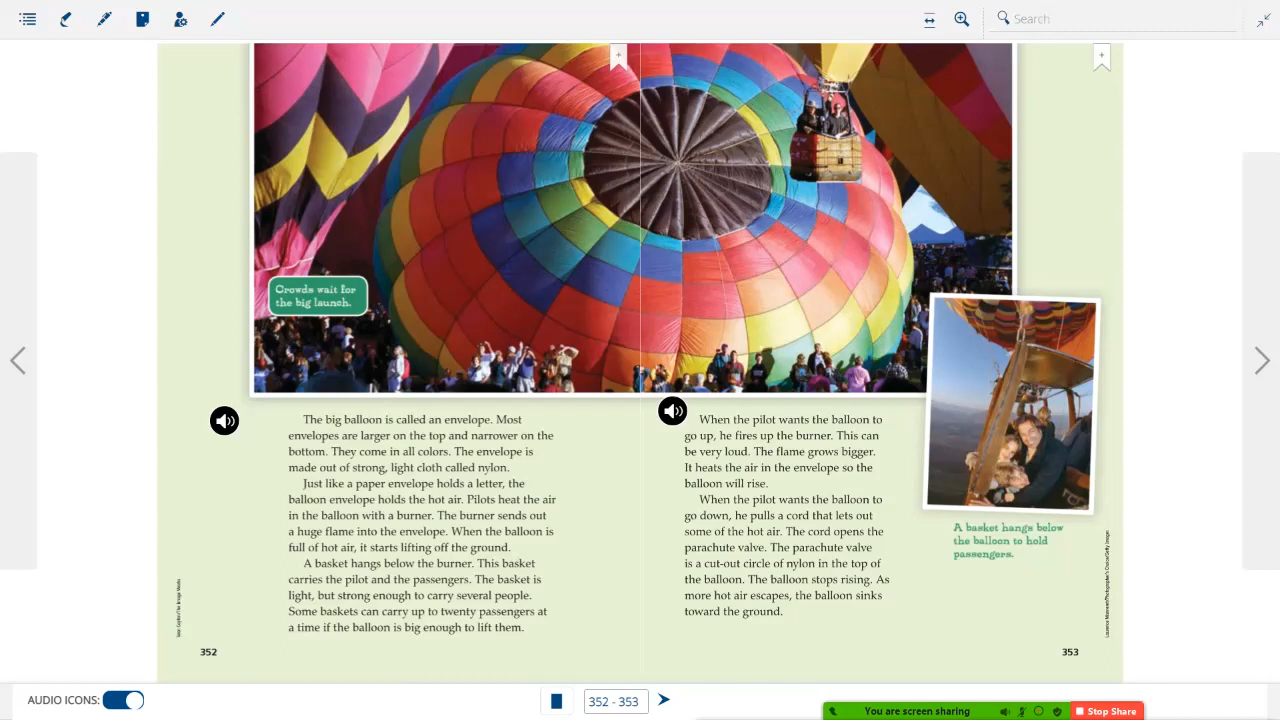 Search
Crowds wait for
the big launch.
The big balloon is called an envelope. Most
envelopes are larger on the top and narrower on the
bottom. They come in all colors. The envelope is
made out of strong, light cloth called nylon.
Just like a paper envelope holds a letter, the
balloon envelope holds the hot air. Pilots heat the air
in the balloon with a burner. The burner sends out
a huge flame into the envelope. When the balloon is
full of hot air, it starts lifting off the ground.
A basket hangs below the burner. This basket
carries the pilot and the passengers. The basket is
light, but strong enough to carry several people.
Some baskets can carry up to twenty passengers at
a time if the balloon is big enough to lift them.
352
When the pilot wants the balloon to
go up, he fires up the burner. This can
be very loud. The flame grows bigger.
It heats the air in the envelope so the
balloon will rise.
When the pilot wants the balloon to
go down, he pulls a cord that lets out
some of the hot air. The cord opens the
parachute valve. The parachute valve
is a cut-out circle of nylon in the top of
the balloon. The balloon stops rising. As
more hot air escapes, the balloon sinks
toward the ground.
A basket hangs below
the balloon to hold
passengers.
353
AUDIO ICONS:
352 - 353
You are screen sharing
Stop Share